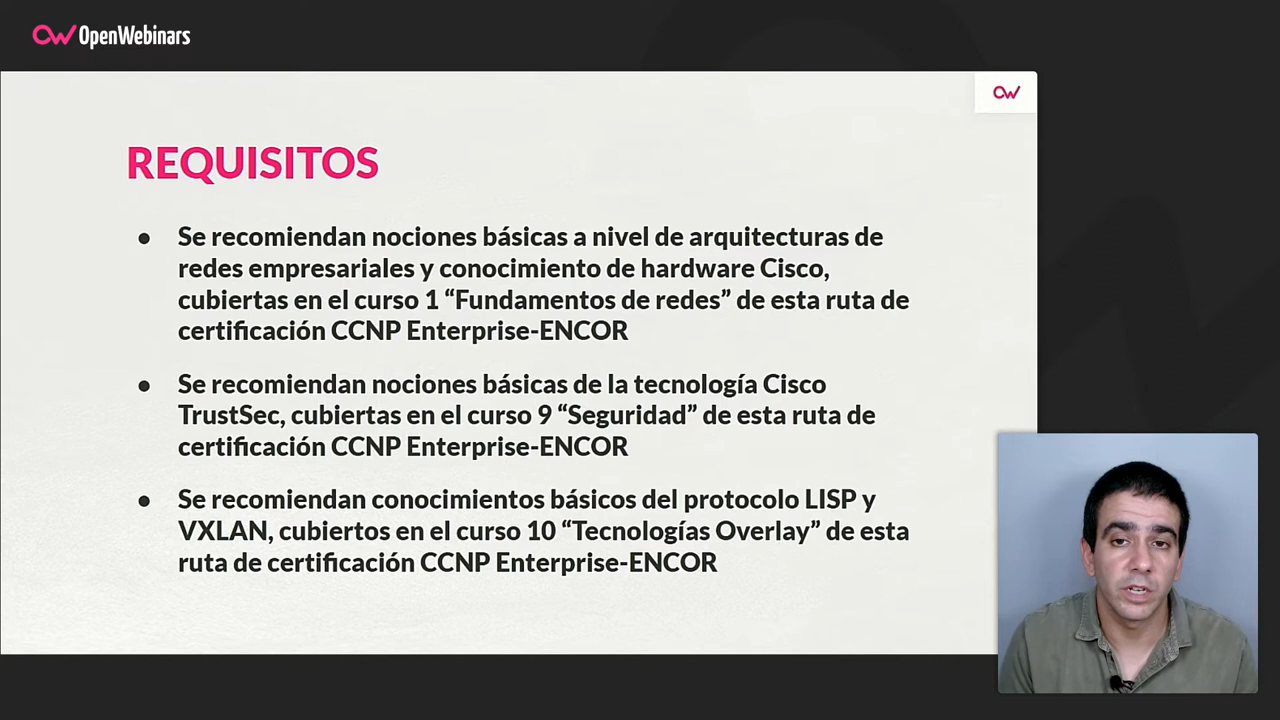 OpenWebinars
REQUISITOS
● Se recomiendan nociones básicas a nivel de arquitecturas de
redes empresariales y conocimiento de hardware Cisco,
cubiertas en el curso 1 “Fundamentos de redes” de esta ruta de
certificación CCNP Enterprise-ENCOR
● Se recomiendan nociones básicas de la tecnología Cisco
TrustSec, cubiertas en el curso 9 “Seguridad” de esta ruta de
certificación CCNP Enterprise-ENCOR
● Se recomiendan conocimientos básicos del protocolo LISP y
VXLAN, cubiertos en el curso 10 “Tecnologías Overlay” de esta
ruta de certificación CCNP Enterprise-ENCOR